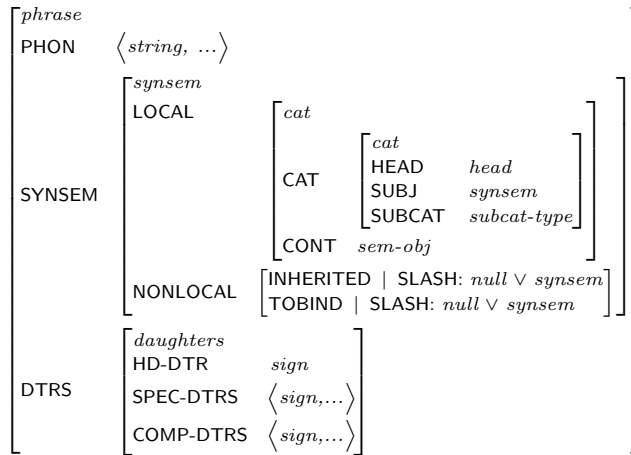 phrase
PHON ⟨string, ...⟩
synsem
LOCAL
cat
cat
HEAD head
CAT
SUBJ synsem
SYNSEM
SUBCAT subcat-type
CONT sem-obj
INHERITED | SLASH: null ∨ synsem
NONLOCAL
TOBIND | SLASH: null ∨ synsem
daughters
HD-DTR sign
DTRS
SPEC-DTRS ⟨sign,...⟩
COMP-DTRS ⟨sign,...⟩